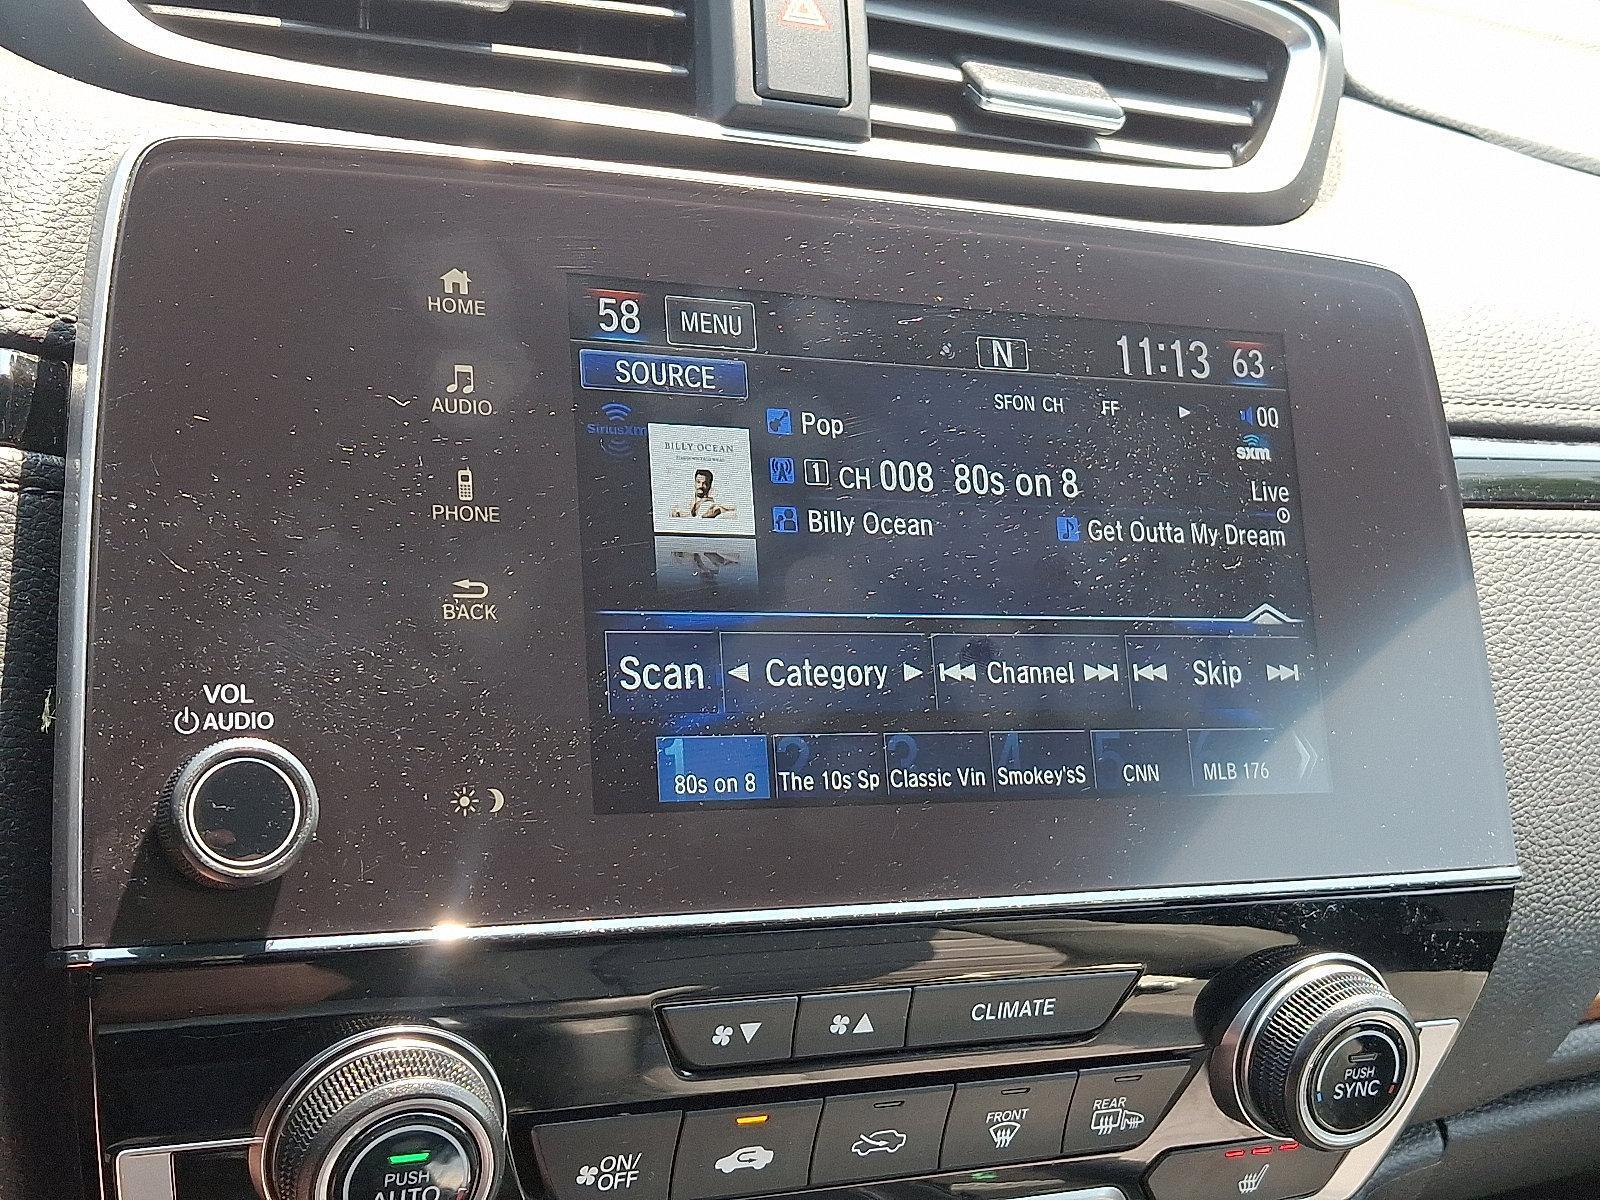 HOME
AUDIO
PHONE
BACK
VOL
AUDIO
58
MENU
N
11:13
63
SOURCE
SFON CH
FF
00
SiriusXM
BILLY OCEAN
Pop
sxm
1 CH 008 80s on 8
Live
Billy Ocean
Get Outta My Dream
Scan
Category
Channel
Skip
1
80s on 8
2
The 10s Sp
3
Classic Vin
4
Smokey'sS
5
CNN
MLB 176
CLIMATE
PUSH
AUTO
ON/
OFF
FRONT
REAR
PUSH
SYNC